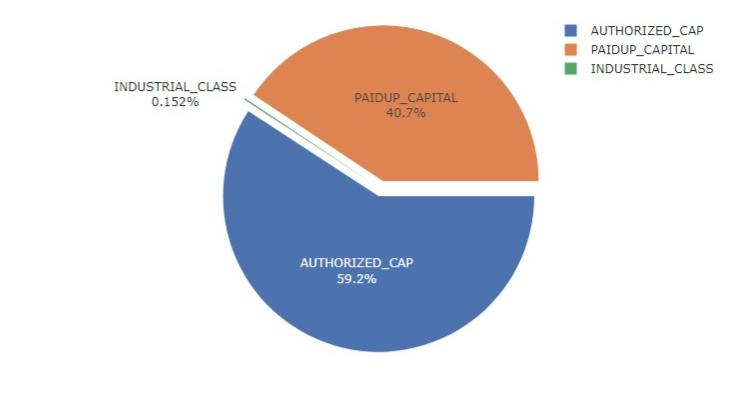 AUTHORIZED_CAP
PAIDUP_CAPITAL
INDUSTRIAL_CLASS
INDUSTRIAL_CLASS
0.152%
PAIDUP_CAPITAL
40.7%
AUTHORIZED_CAP
59.2%